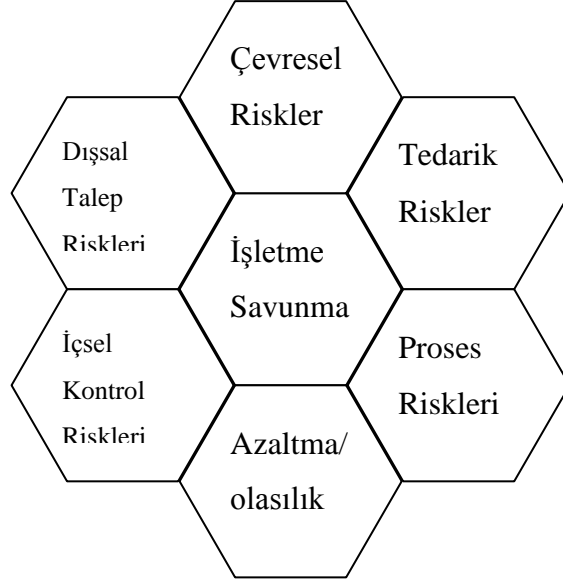 Çevresel
Riskler
Dışsal
Talep
Riskleri
Tedarik
Riskler
İşletme
Savunma
İçsel
Kontrol
Riskleri
Proses
Riskleri
Azaltma/
olasılık